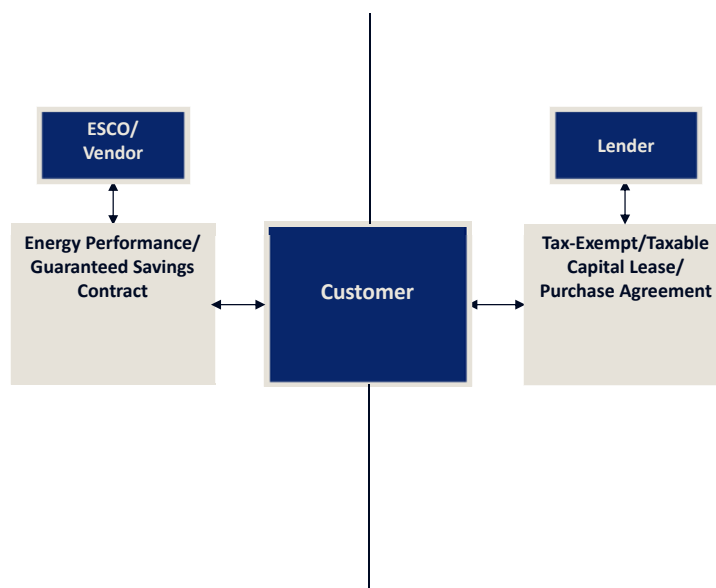 ESCO/
Vendor
Lender
Energy Performance/
Guaranteed Savings
Contract
Customer
Tax-Exempt/Taxable
Capital Lease/
Purchase Agreement